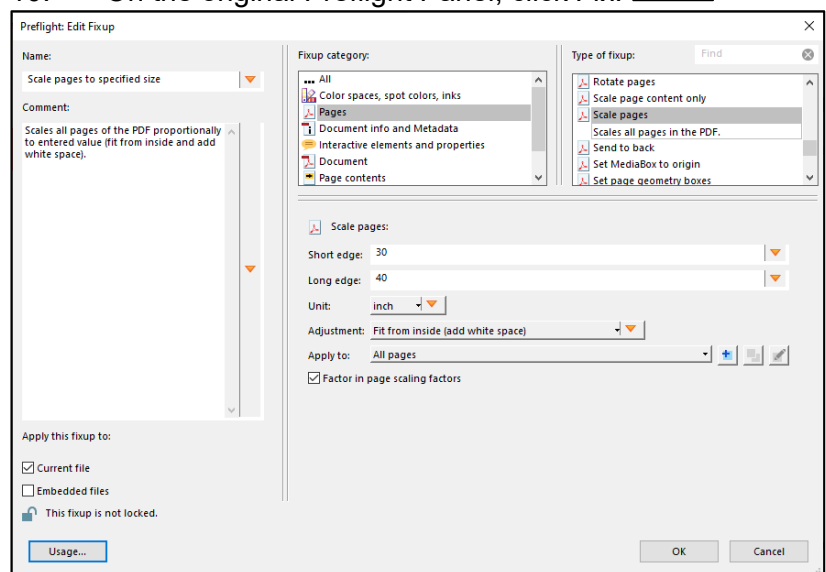 Preflight: Edit Fixup
Name:
Scale pages to specified size
Comment:
Scales all pages of the PDF proportionally
to entered value (fit from inside and add
white space).
Apply this fixup to:
Current file
Embedded files
This fixup is not locked.
Usage...
Fixup category:
... All
Color spaces, spot colors, inks
Pages
Document info and Metadata
Interactive elements and properties
Document
Page contents
Type of fixup:
Find
Rotate pages
Scale page content only
Scale pages
Scales all pages in the PDF.
Send to back
Set MediaBox to origin
Set page geometry boxes
Scale pages:
Short edge: 30
Long edge: 40
Unit: inch
Adjustment: Fit from inside (add white space)
Apply to: All pages
Factor in page scaling factors
OK
Cancel